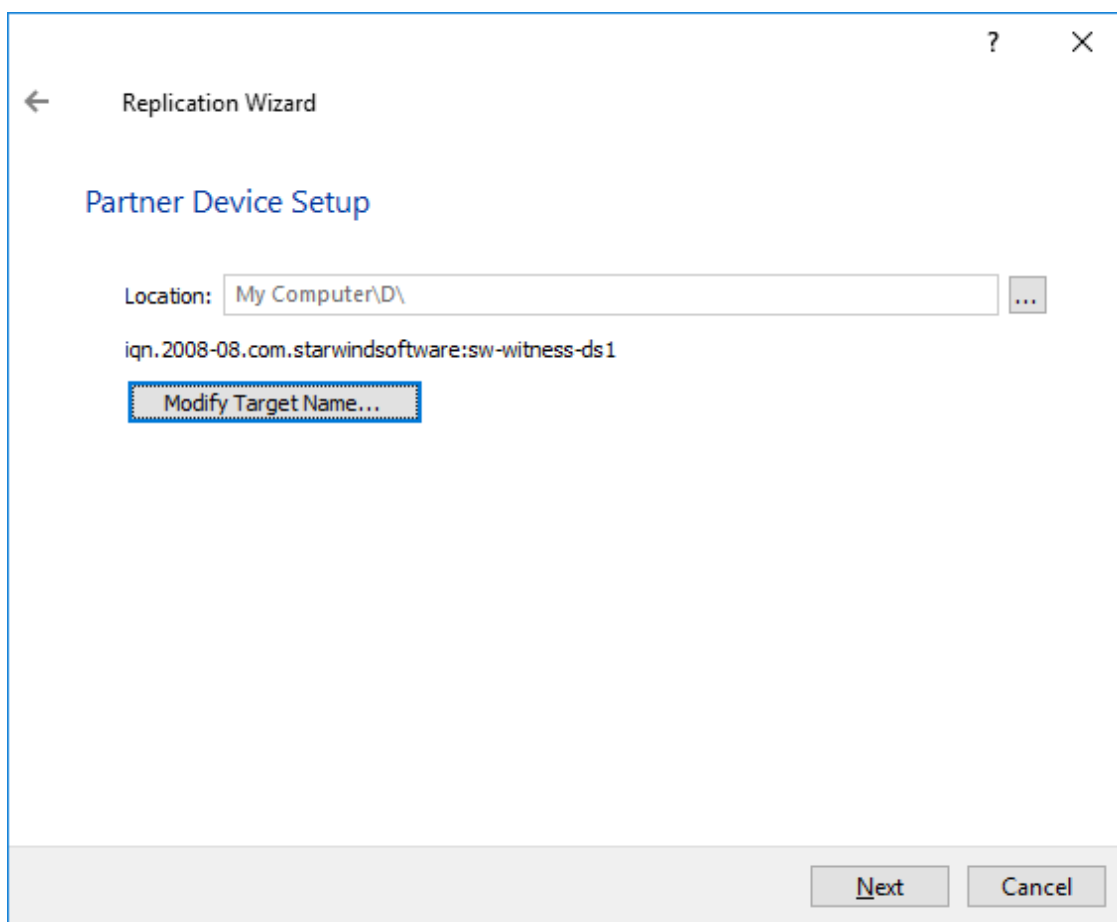 ?
Replication Wizard
Partner Device Setup
Location: My Computer\D\ ...
iqn.2008-08.com.starwindsoftware:sw-witness-ds1
Modify Target Name...
Next Cancel